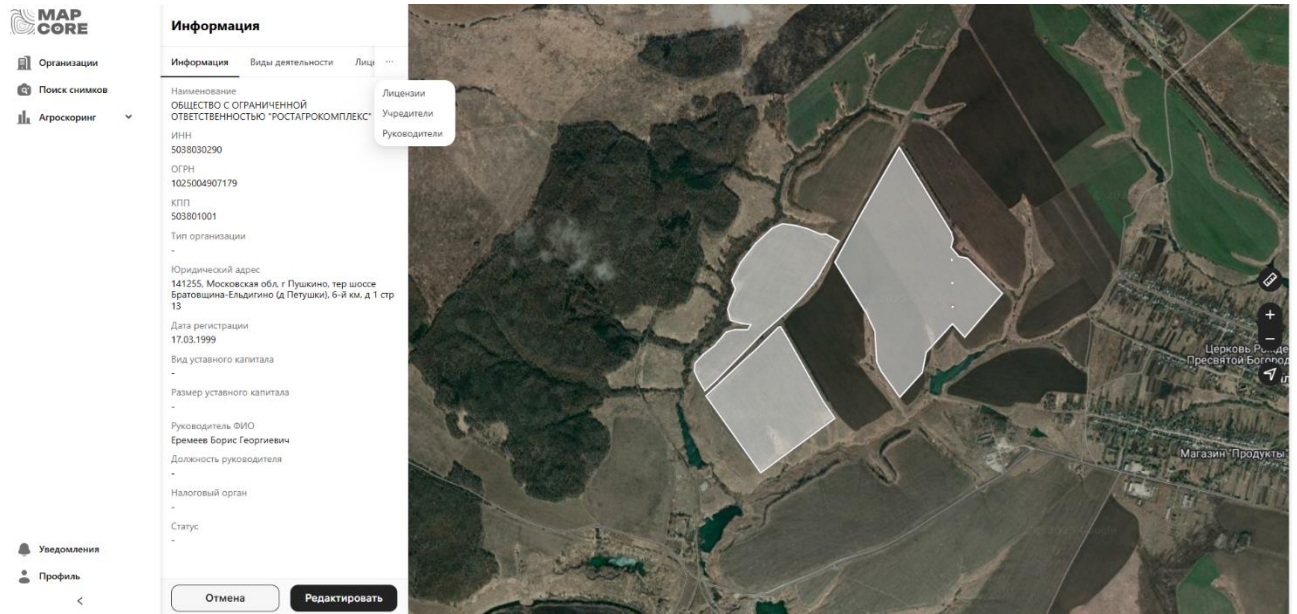 MAP
CORE
Организации
Поиск снимков
Агроскоринг
Уведомления
Профиль
Информация
Информация Виды деятельности
Лицензии
Учредители
Руководители
Наименование
ОБЩЕСТВО С ОГРАНИЧЕННОЙ
ОТВЕТСТВЕННОСТЬЮ "РОСТАГРОКОМПЛЕКС"
ИНН
5038030290
ОГРН
1025004907179
КПП
503801001
Тип организации
-
Юридический адрес
141255, Московская обл, г Пушкино, тер шоссе
Братовщина-Ельдигино (д Петушки), 6-й км, д 1 стр
13
Дата регистрации
17.03.1999
Вид уставного капитала
-
Размер уставного капитала
-
Руководитель ФИО
Еремеев Борис Георгиевич
Должность руководителя
-
Налоговый орган
-
Статус
-
Отмена Редактировать
Церковь
Пресвятой
Магазин "Продукты"